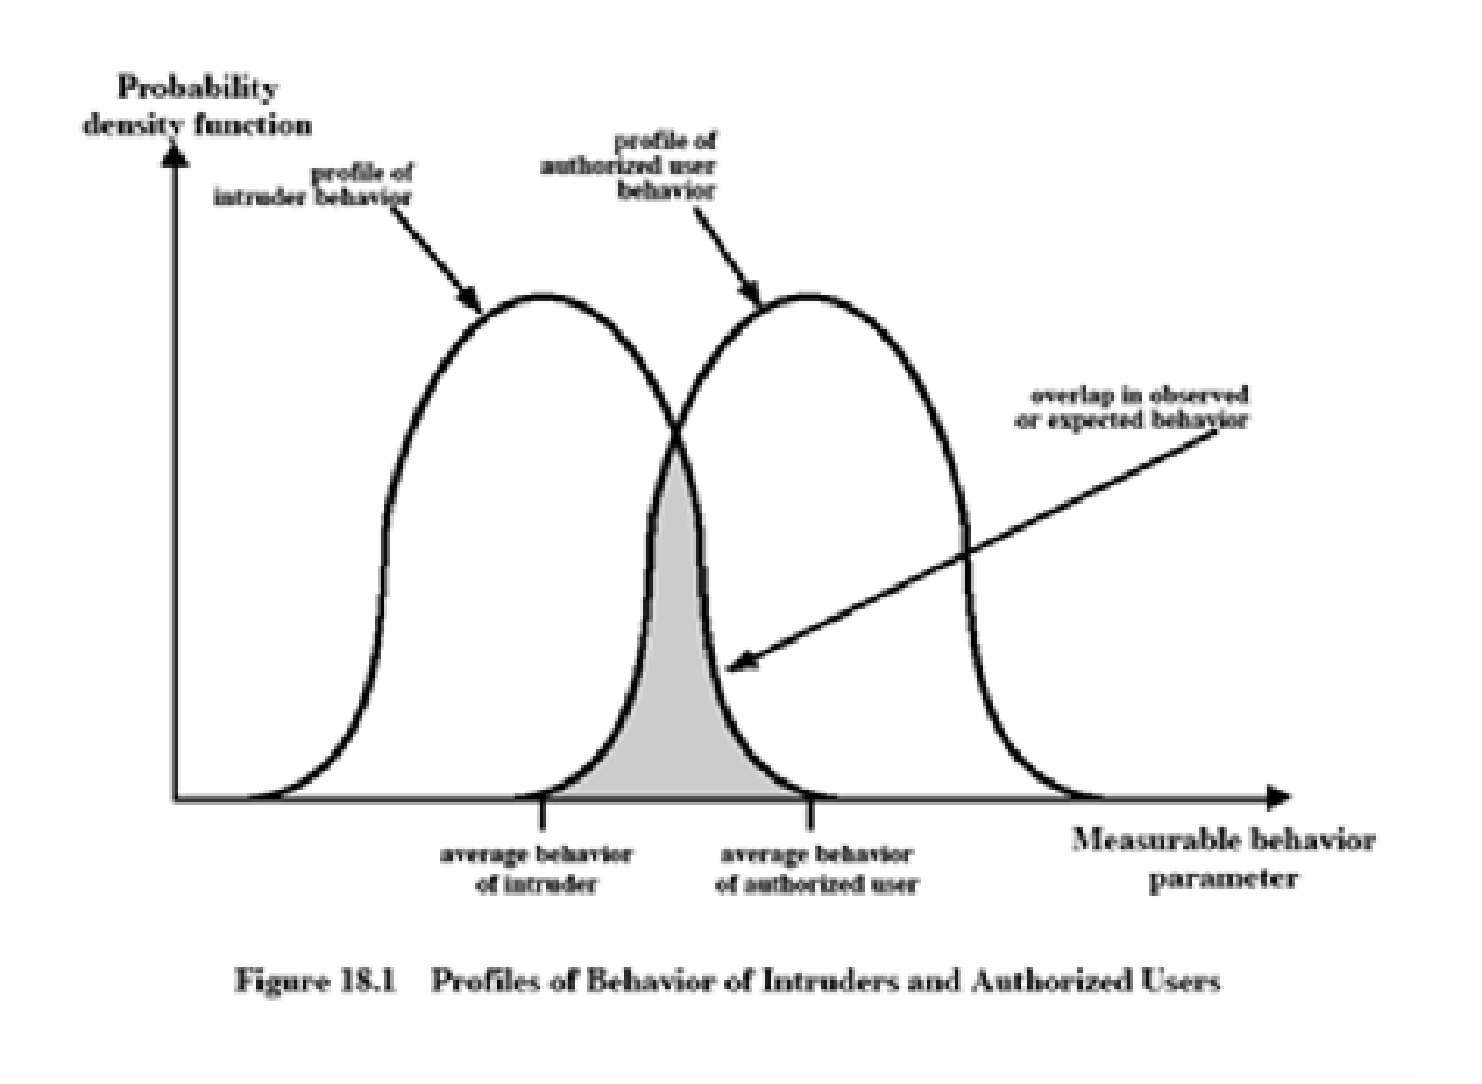 Probability
density function
profile of
intruder behavior
profile of
authorized user
behavior
overlap in observed
or expected behavior
average behavior
of intruder
average behavior
of authorized user
Measurable behavior
parameter
Figure 18.1 Profiles of Behavior of Intruders and Authorized Users